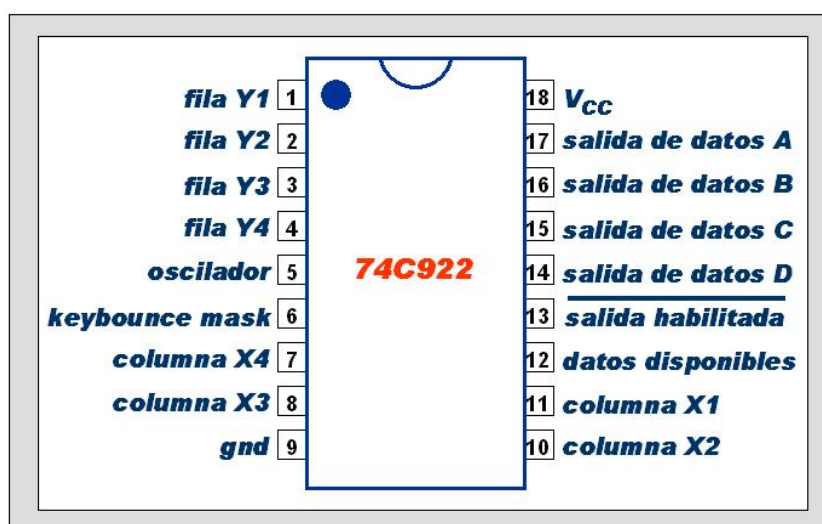 fila Y1 1
fila Y2 2
fila Y3 3
fila Y4 4
oscilador 5
keybounce mask 6
columna X4 7
columna X3 8
gnd 9
74C922
18 VCC
17 salida de datos A
16 salida de datos B
15 salida de datos C
14 salida de datos D
13 salida habilitada
12 datos disponibles
11 columna X1
10 columna X2